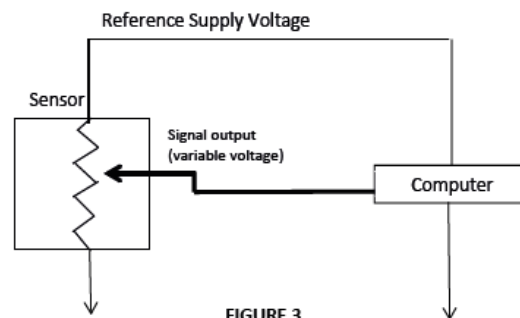 Reference Supply Voltage
Sensor
Signal output
(variable voltage)
Computer
FIGURE 3